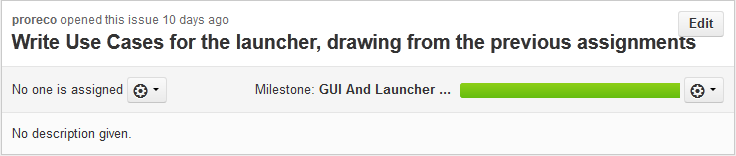 proreco opened this issue 10 days ago
Edit
Write Use Cases for the launcher, drawing from the previous assignments
No one is assigned
Milestone: GUI And Launcher ...
No description given.